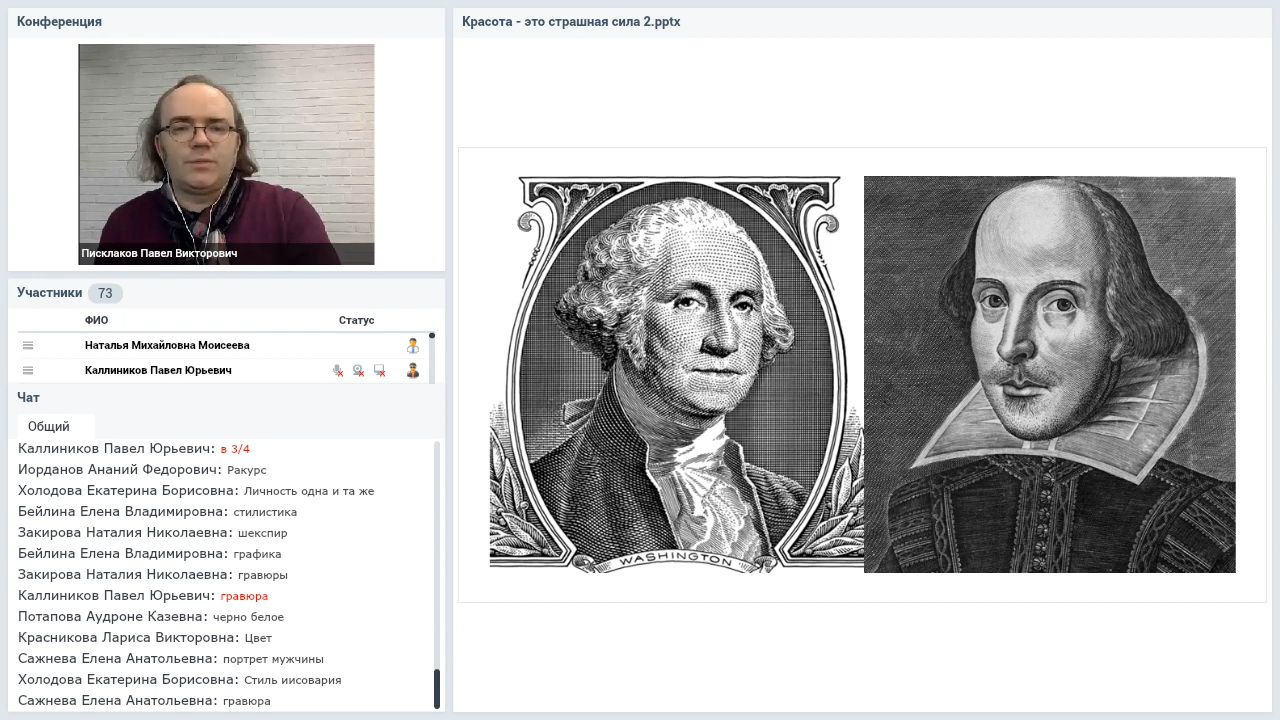 Конференция
Писклаков Павел Викторович
Участники 73
ФИО Статус
Наталья Михайловна Моисеева
Каллиников Павел Юрьевич
Чат
Общий
Каллиников Павел Юрьевич: в 3/4
Иорданов Ананий Федорович: Ракурс
Холодова Екатерина Борисовна: Личность одна и та же
Бейлина Елена Владимировна: стилистика
Закирова Наталия Николаевна: шекспир
Бейлина Елена Владимировна: графика
Закирова Наталия Николаевна: гравюры
Каллиников Павел Юрьевич: гравюра
Потапова Аудроне Казевна: черно белое
Красникова Лариса Викторовна: Цвет
Сажнева Елена Анатольевна: портрет мужчины
Холодова Екатерина Борисовна: Стиль иисовария
Сажнева Елена Анатольевна: гравюра
Красота - это страшная сила 2.pptx
WASHINGTON